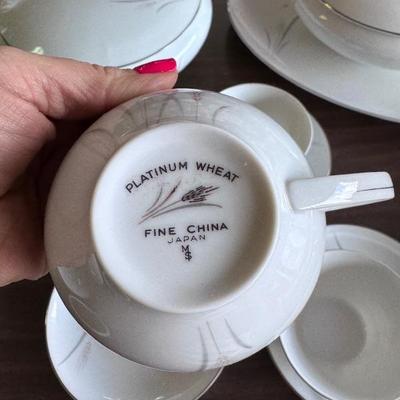 PLATINUM WHEAT
FINE CHINA
JAPAN
M
S